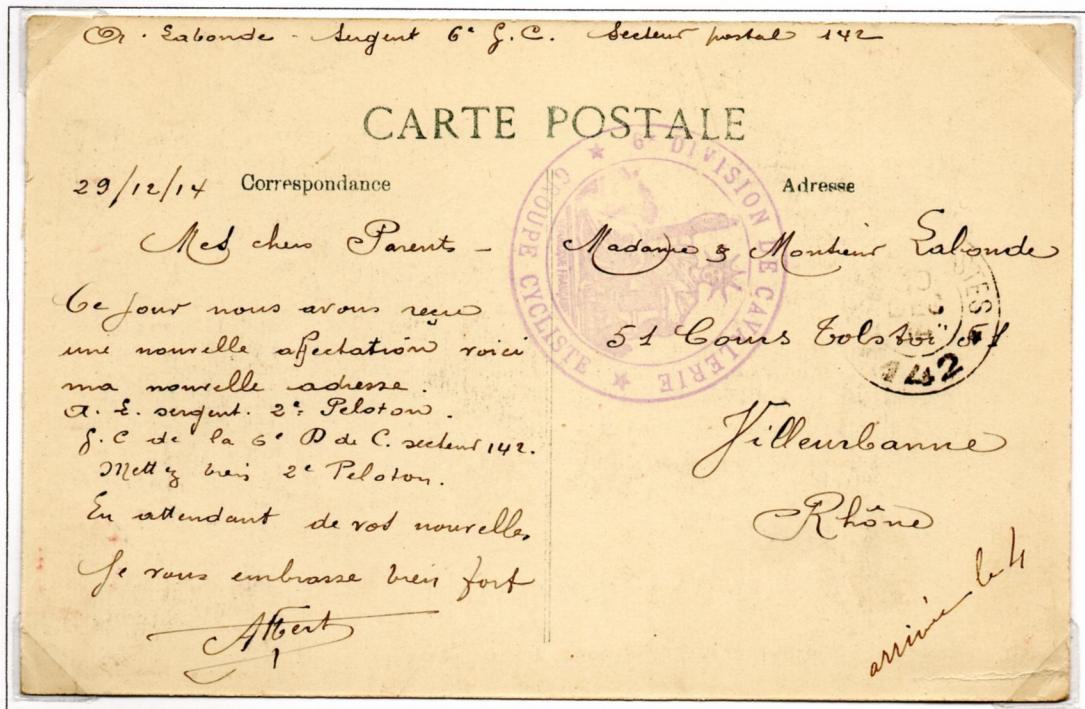 A. Labonde - Sergent 6e G.C. Secteur postal 142
CARTE POSTALE
29/12/14 Correspondance
Mes chers Parents -
Ce jour nous avons reçu
une nouvelle affectation voici
ma nouvelle adresse.
A. L. sergent. 2e Peloton.
G. C de la 6e D de C. secteur 142.
Mettez bien 2e Peloton.
En attendant de vos nouvelles
Je vous embrasse bien fort
Albert
6e DIVISION DE CAVALERIE
GROUPE CYCLISTE
Adresse
Madame & Monsieur Labonde
51 Cours Tolstoï 51
Villeurbanne
Rhône
142
arrivée le 4